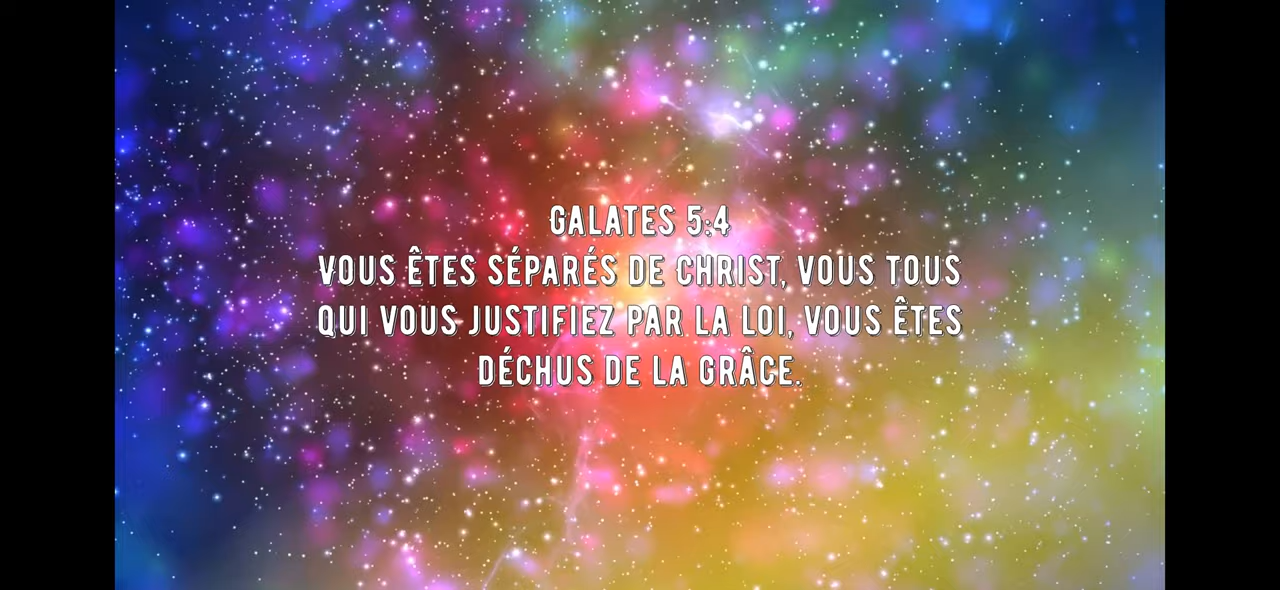 GALATES 5:4
VOUS ÊTES SÉPARÉS DE CHRIST, VOUS TOUS
QUI VOUS JUSTIFIEZ PAR LA LOI, VOUS ÊTES
DÉCHUS DE LA GRÂCE.